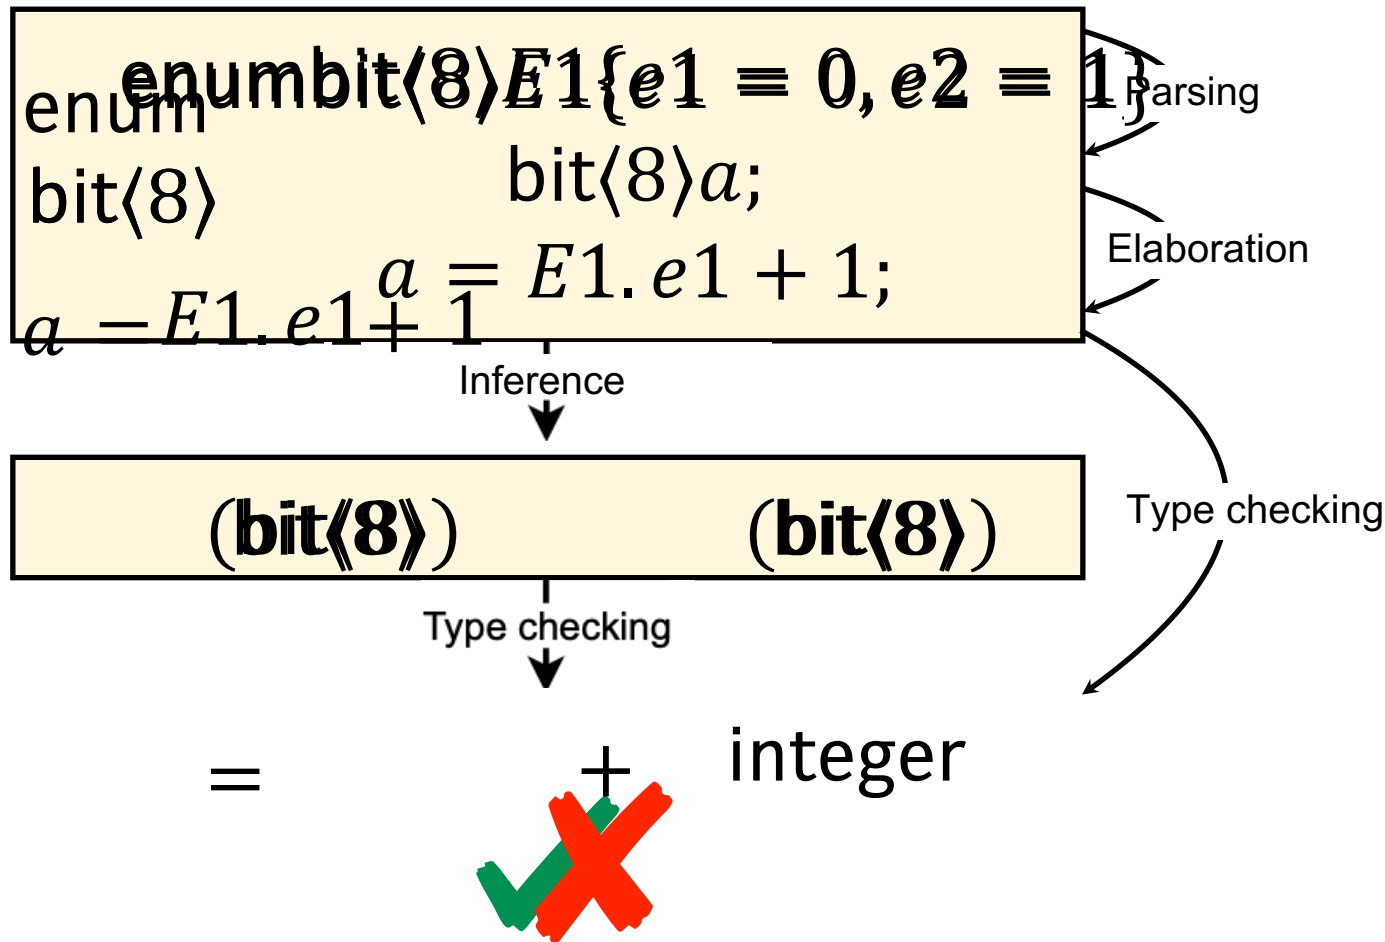 enumbit⟨8⟩E1{e1 = 0, e2 = 1}
Parsing
enum
bit⟨8⟩a;
bit⟨8⟩
Elaboration
a = E1.e1 + 1;
a =E1.e1+ 1
Inference
(bit⟨8⟩) (bit⟨8⟩)
Type checking
Type checking
= + integer